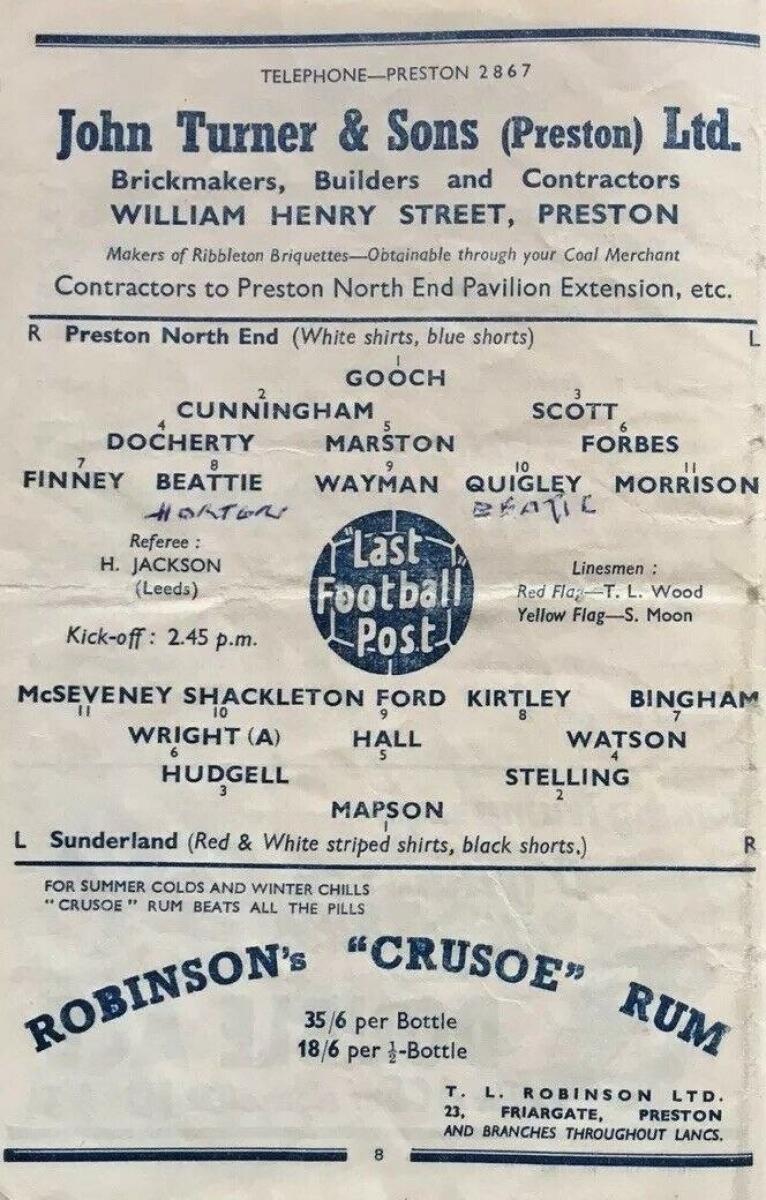 TELEPHONE—PRESTON 2867
John Turner & Sons (Preston) Ltd.
Brickmakers, Builders and Contractors
WILLIAM HENRY STREET, PRESTON
Makers of Ribbleton Briquettes—Obtainable through your Coal Merchant
Contractors to Preston North End Pavilion Extension, etc.
R Preston North End (White shirts, blue shorts) L
1
GOOCH
2 3
CUNNINGHAM SCOTT
4 5 6
DOCHERTY MARSTON FORBES
7 8 9 10 11
FINNEY BEATTIE WAYMAN QUIGLEY MORRISON
HORTON BEATIE
Referee :
H. JACKSON
(Leeds)
Kick-off : 2.45 p.m.
"Last
Football"
Post
Linesmen :
Red Flag—T. L. Wood
Yellow Flag—S. Moon
McSEVENEY SHACKLETON FORD KIRTLEY BINGHAM
11 10 9 8 7
WRIGHT (A) HALL WATSON
6 5 4
HUDGELL STELLING
3 2
MAPSON
1
L Sunderland (Red & White striped shirts, black shorts.) R
FOR SUMMER COLDS AND WINTER CHILLS
"CRUSOE" RUM BEATS ALL THE PILLS
ROBINSON's "CRUSOE" RUM
35/6 per Bottle
18/6 per ½-Bottle
T. L. ROBINSON LTD.
23, FRIARGATE, PRESTON
AND BRANCHES THROUGHOUT LANCS.
8